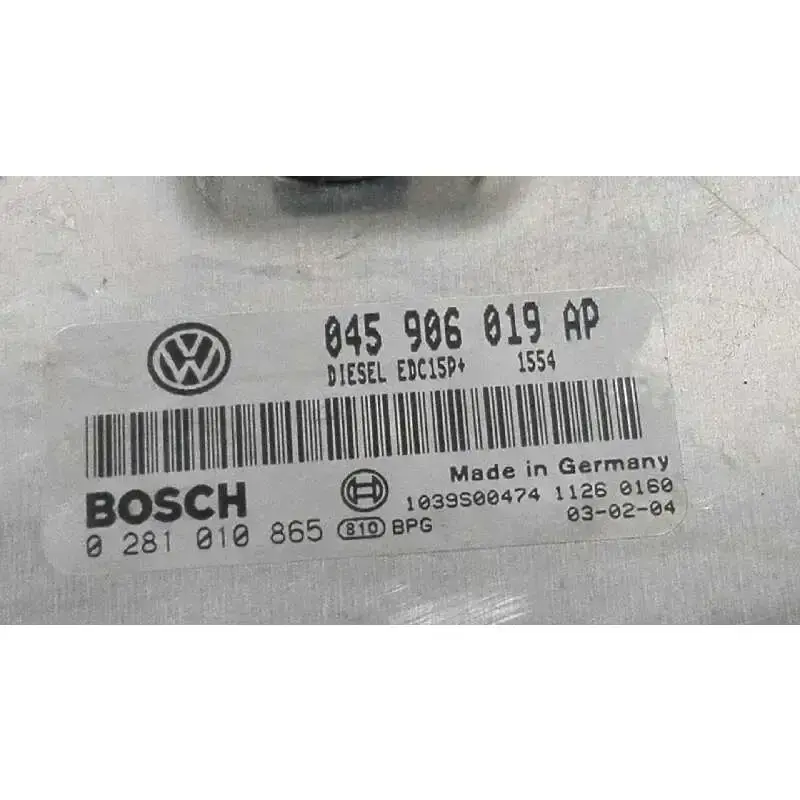 VW
045 906 019 AP
DIESEL EDC15P+ 1554
Made in Germany
BOSCH
1039S00474 1126 0160
0 281 010 865 810 BPG
03-02-04